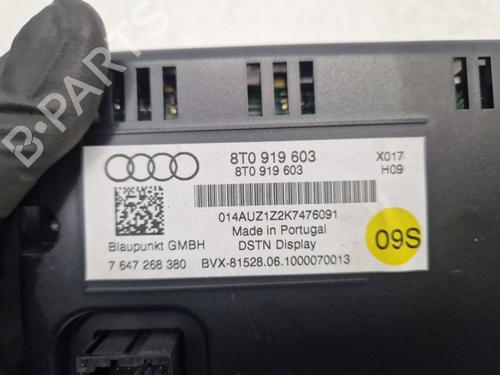 B-PARTS
8T0 919 603
8T0 919 603
X017
H09
014AUZ1Z2K7476091
Made in Portugal
DSTN Display
Blaupunkt GMBH
7 647 268 380
BVX-81528.06.1000070013
09S